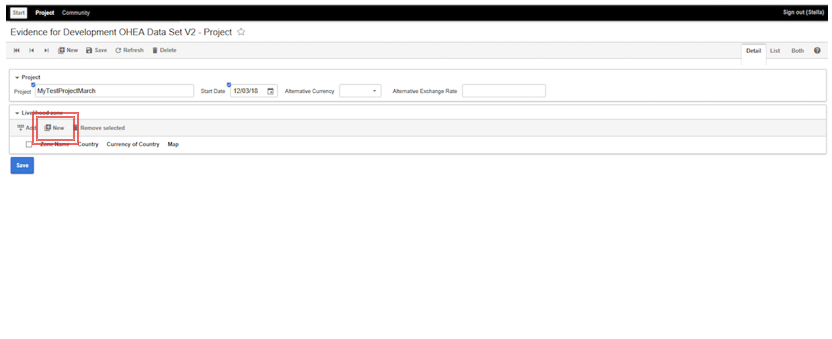 Start Project Community Sign out (Stella)
Evidence for Development OHEA Data Set V2 - Project
New Save Refresh Delete Detail List Both
Project
Project MyTestProjectMarch Start Date 12/03/18 Alternative Currency Alternative Exchange Rate
Livelihood zone
Add New Remove selected
Zone Name Country Currency of Country Map
Save